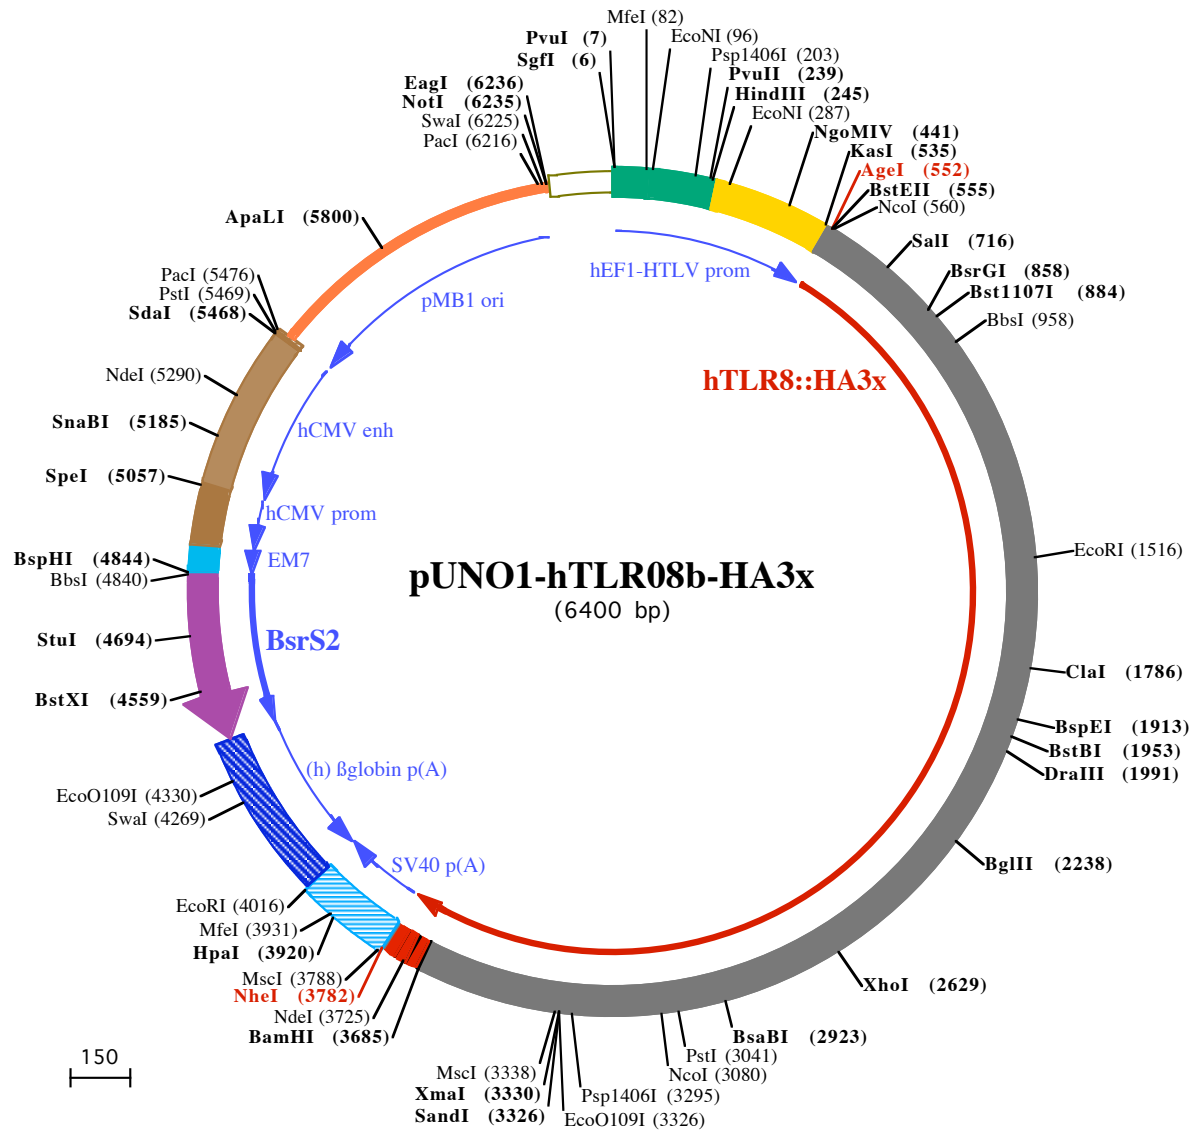 MfeI (82)
PvuI (7)
EcoNI (96)
SgfI (6)
Psp1406I (203)
PvuII (239)
EagI (6236)
HindIII (245)
NotI (6235)
EcoNI (287)
SwaI (6225)
NgoMIV (441)
PacI (6216)
KasI (535)
AgeI (552)
BstEII (555)
NcoI (560)
ApaLI (5800)
SalI (716)
hEF1-HTLV prom
BsrGI (858)
PacI (5476)
Bst1107I (884)
PstI (5469)
pMB1 ori
SdaI (5468)
BbsI (958)
NdeI (5290)
hTLR8::HA3x
SnaBI (5185)
hCMV enh
SpeI (5057)
hCMV prom
EcoRI (1516)
BspHI (4844)
EM7
BbsI (4840)
pUNO1-hTLR08b-HA3x
(6400 bp)
StuI (4694)
BsrS2
ClaI (1786)
BstXI (4559)
BspEI (1913)
BstBI (1953)
(h) ßglobin p(A)
DraIII (1991)
EcoO109I (4330)
SwaI (4269)
SV40 p(A)
BglII (2238)
EcoRI (4016)
MfeI (3931)
HpaI (3920)
MscI (3788)
XhoI (2629)
NheI (3782)
NdeI (3725)
BamHI (3685)
BsaBI (2923)
150
PstI (3041)
MscI (3338)
NcoI (3080)
XmaI (3330)
Psp1406I (3295)
SandI (3326)
EcoO109I (3326)